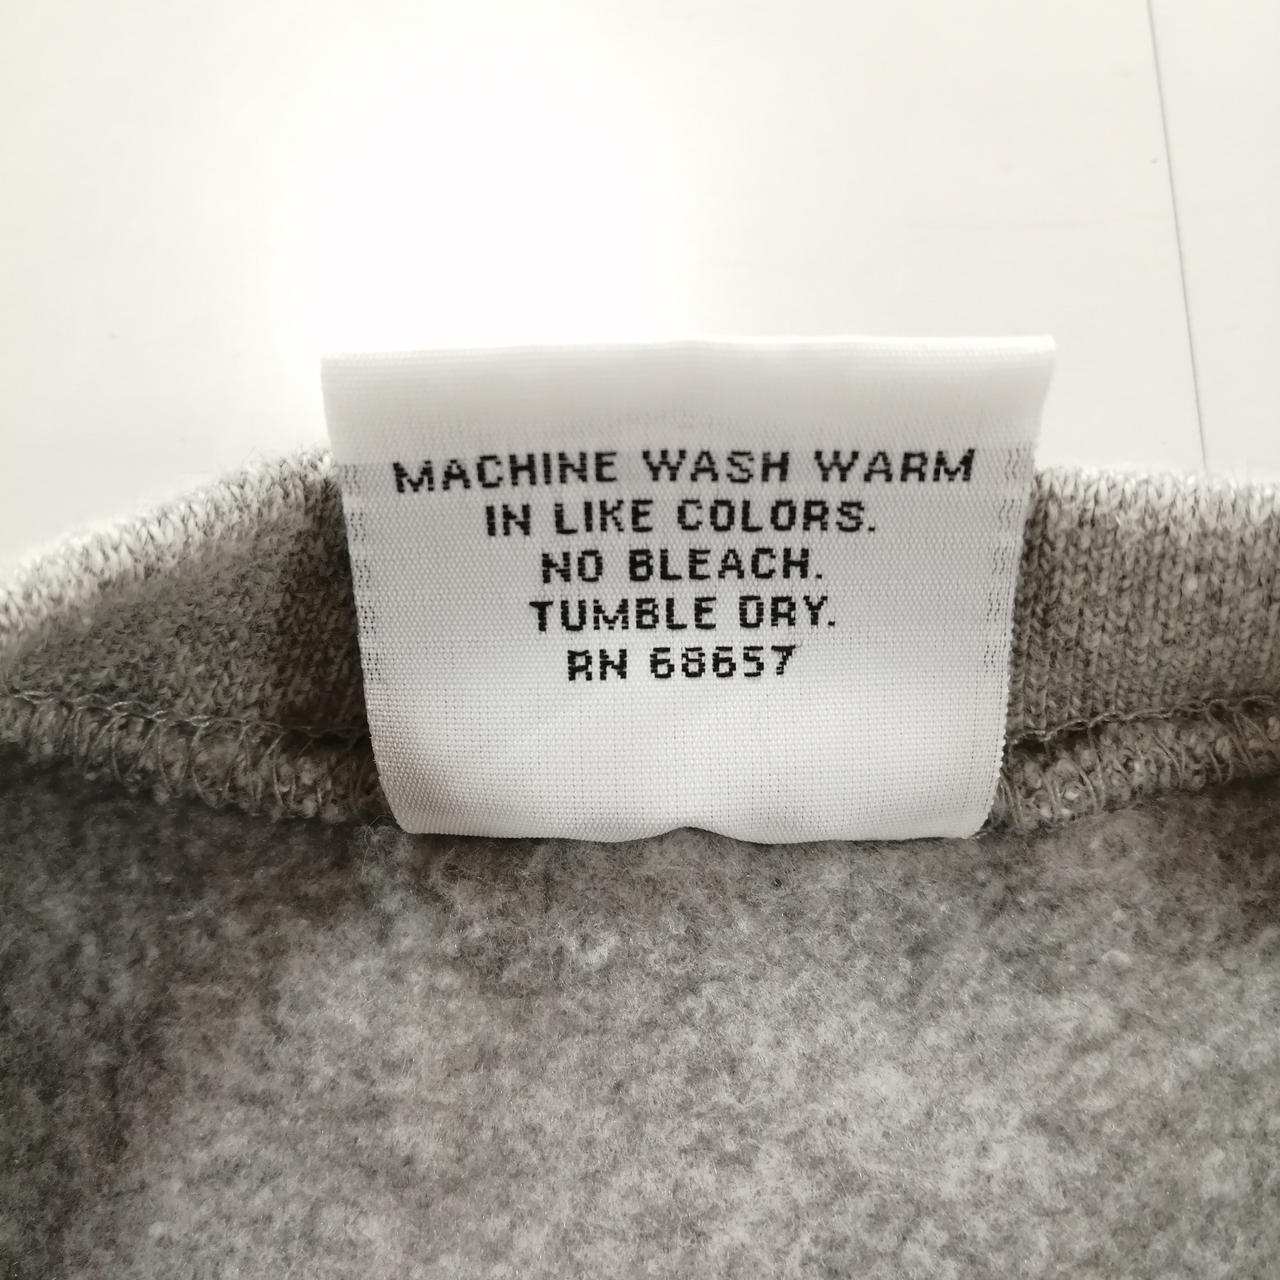 MACHINE WASH WARM
IN LIKE COLORS.
NO BLEACH.
TUMBLE DRY.
RN 68657